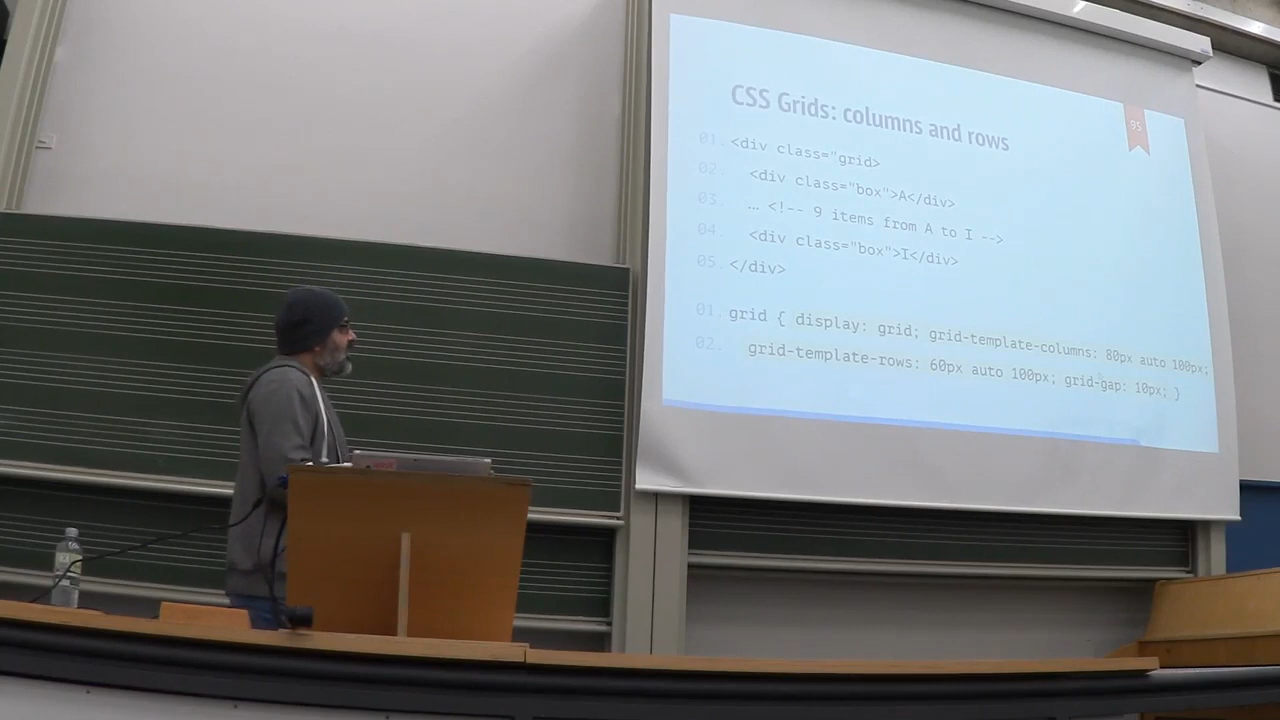 CSS Grids: columns and rows
95
01. <div class="grid>
02. <div class="box">A</div>
03. … <!-- 9 items from A to I -->
04. <div class="box">I</div>
05. </div>
01. grid { display: grid; grid-template-columns: 80px auto 100px;
02. grid-template-rows: 60px auto 100px; grid-gap: 10px; }